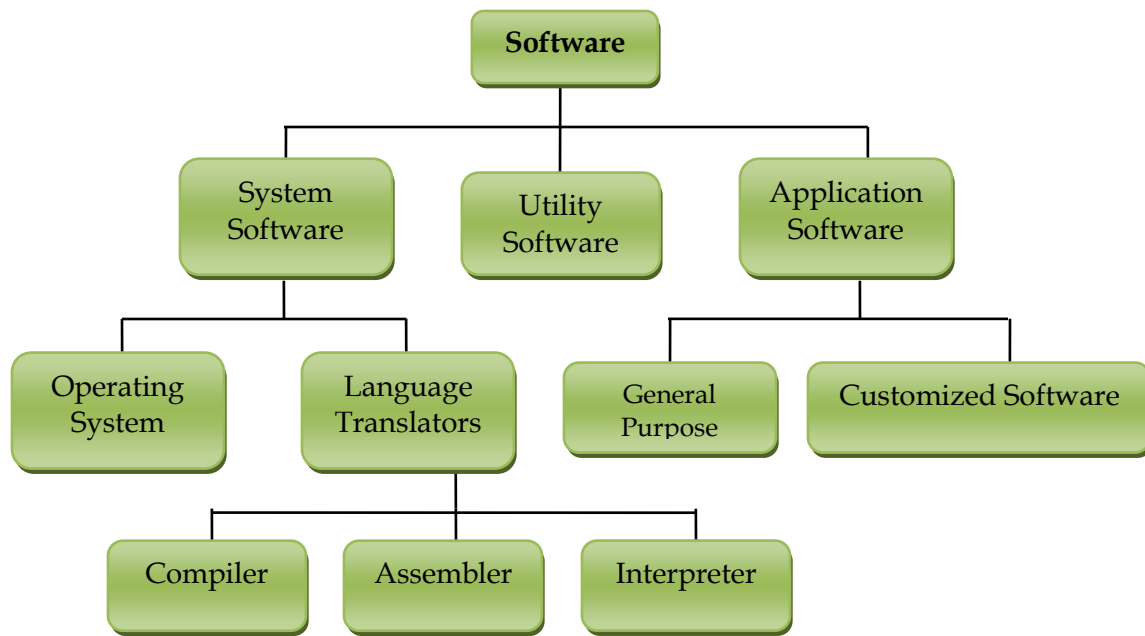 Software
System
Software
Utility
Software
Application
Software
Operating
System
Language
Translators
General
Purpose
Customized Software
Compiler
Assembler
Interpreter